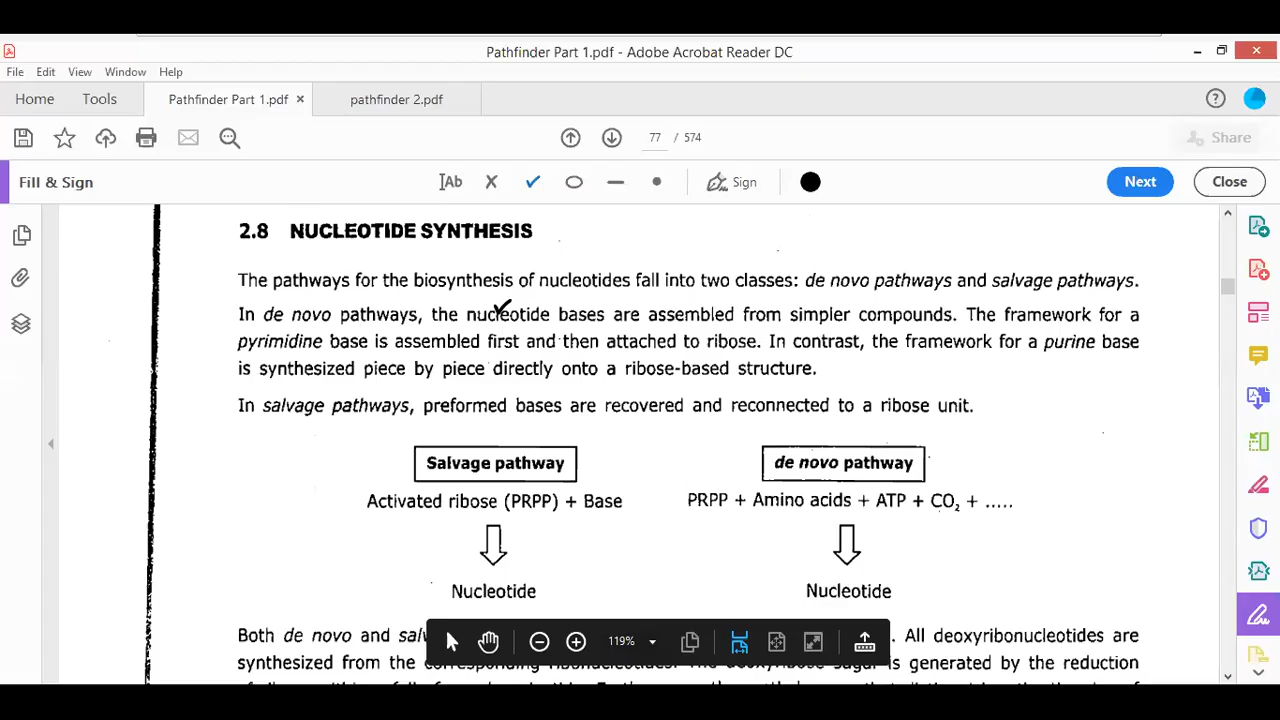 Pathfinder Part 1.pdf - Adobe Acrobat Reader DC
File Edit View Window Help
Home Tools Pathfinder Part 1.pdf × pathfinder 2.pdf
77 / 574
Share
Fill & Sign
Ab Sign
Next Close
2.8 NUCLEOTIDE SYNTHESIS
The pathways for the biosynthesis of nucleotides fall into two classes: de novo pathways and salvage pathways.
In de novo pathways, the nucleotide bases are assembled from simpler compounds. The framework for a
pyrimidine base is assembled first and then attached to ribose. In contrast, the framework for a purine base
is synthesized piece by piece directly onto a ribose-based structure.
In salvage pathways, preformed bases are recovered and reconnected to a ribose unit.
Salvage pathway
Activated ribose (PRPP) + Base
Nucleotide
de novo pathway
PRPP + Amino acids + ATP + CO₂ + .....
Nucleotide
119%
Both de novo and All deoxyribonucleotides are
synthesized from the corresponding ribonucleotides. The deoxyribose sugar is generated by the reduction